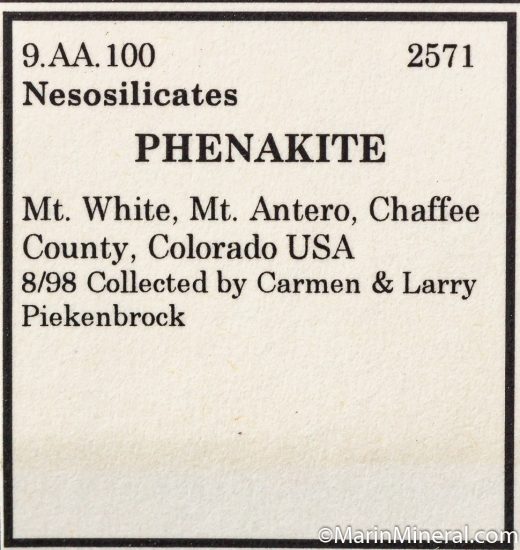 9.AA.100 2571
Nesosilicates
PHENAKITE
Mt. White, Mt. Antero, Chaffee
County, Colorado USA
8/98 Collected by Carmen & Larry
Piekenbrock
©MarinMineral.com